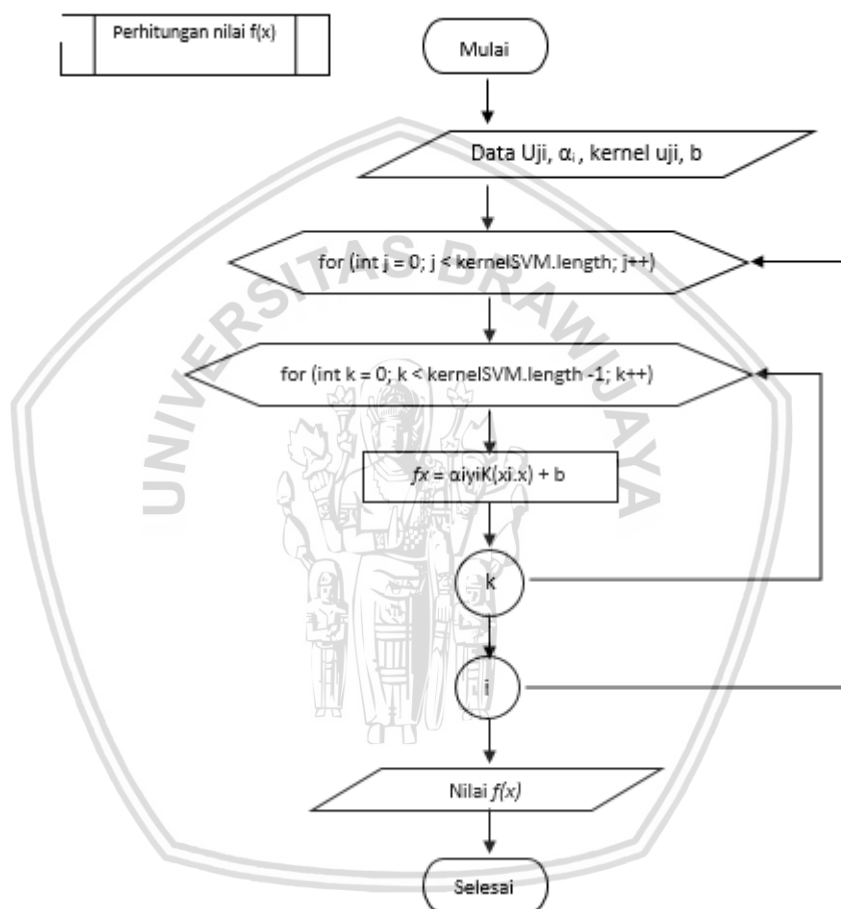 Perhitungan nilai f(x)
Mulai
Data Uji, αᵢ , kernel uji, b
for (int j = 0; j < kernelSVM.length; j++)
for (int k = 0; k < kernelSVM.length -1; k++)
fx = αiyiK(xi.x) + b
k
Nilai f(x)
Selesai
UNIVERSITAS BRAWIJAYA